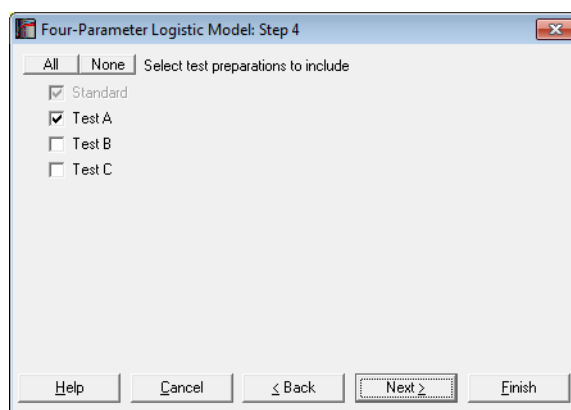 Four-Parameter Logistic Model: Step 4
All None Select test preparations to include
Standard
Test A
Test B
Test C
Help Cancel < Back Next > Finish